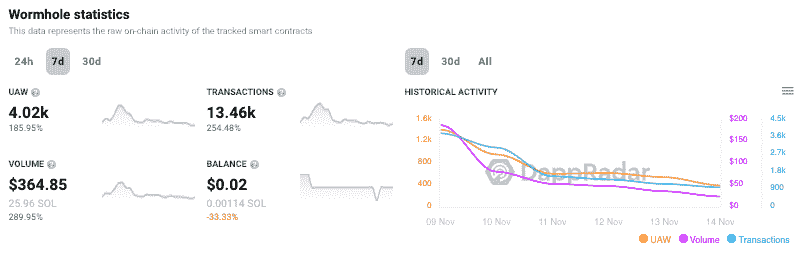 Wormhole statistics
This data represents the raw on-chain activity of the tracked smart contracts
24h 7d 30d
7d 30d All
UAW ?
4.02k
185.95%
TRANSACTIONS ?
13.46k
254.48%
VOLUME ?
$364.85
25.96 SOL
289.95%
BALANCE ?
$0.02
0.00114 SOL
-33.33%
HISTORICAL ACTIVITY
1.6k $200 4.5k
1.2k $150 3.6k
800 $100 2.7k
400 $50 1.8k
0 $0 900
0
DappRadar
09 Nov 10 Nov 11 Nov 12 Nov 13 Nov 14 Nov
UAW Volume Transactions